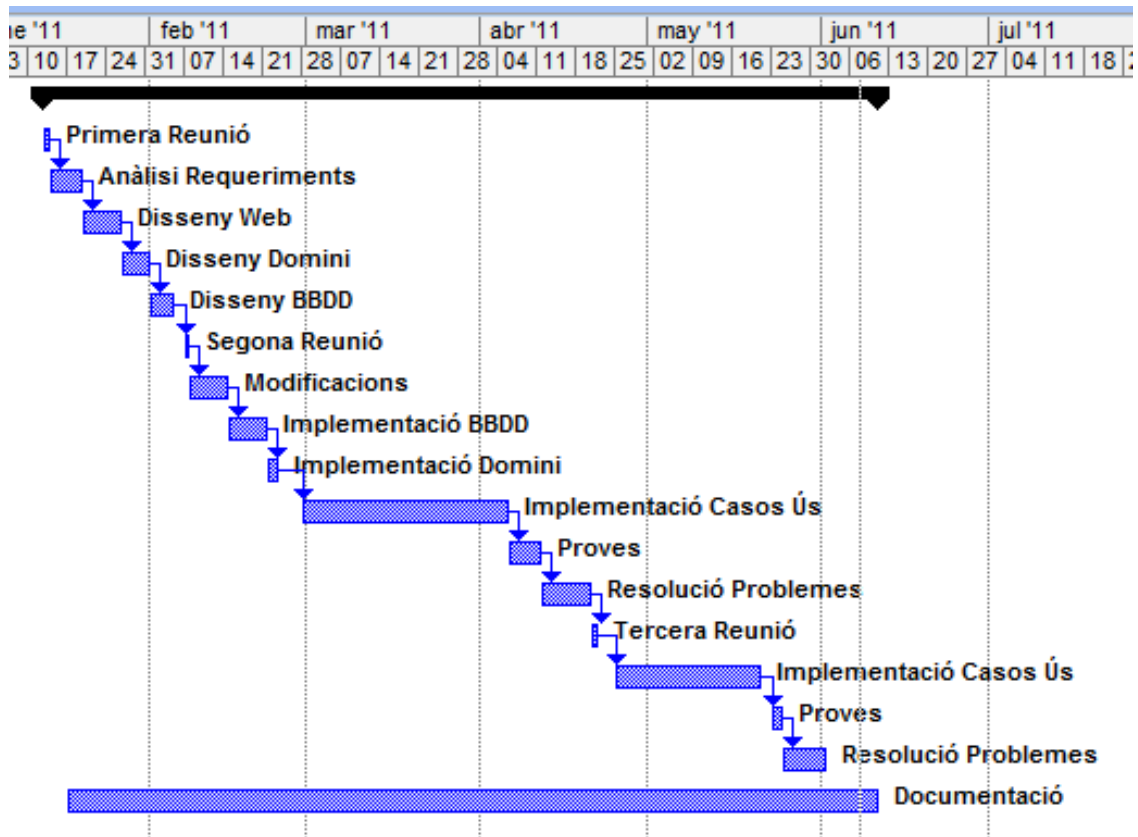 ne '11 feb '11 mar '11 abr '11 may '11 jun '11 jul '11
3 10 17 24 31 07 14 21 28 07 14 21 28 04 11 18 25 02 09 16 23 30 06 13 20 27 04 11 18 2
Primera Reunió
Anàlisi Requeriments
Disseny Web
Disseny Domini
Disseny BBDD
Segona Reunió
Modificacions
Implementació BBDD
Implementació Domini
Implementació Casos Ús
Proves
Resolució Problemes
Tercera Reunió
Implementació Casos Ús
Proves
Resolució Problemes
Documentació